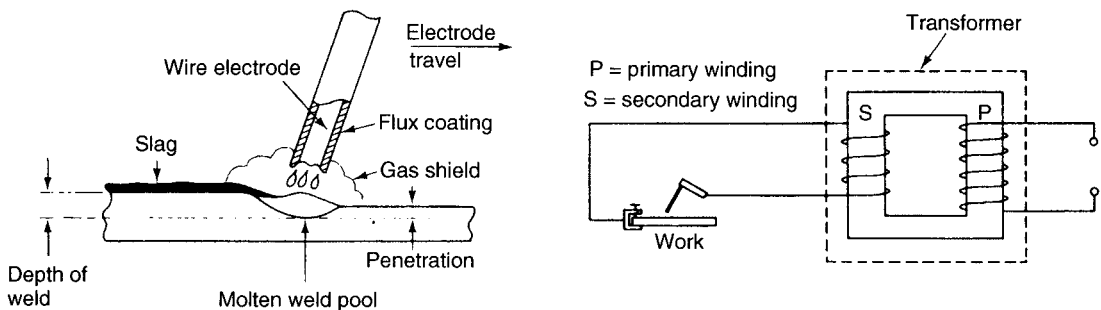 Electrode
travel
Wire electrode
Flux coating
Slag
Gas shield
Depth of
weld
Penetration
Molten weld pool
Transformer
P = primary winding
S = secondary winding
S
P
Work